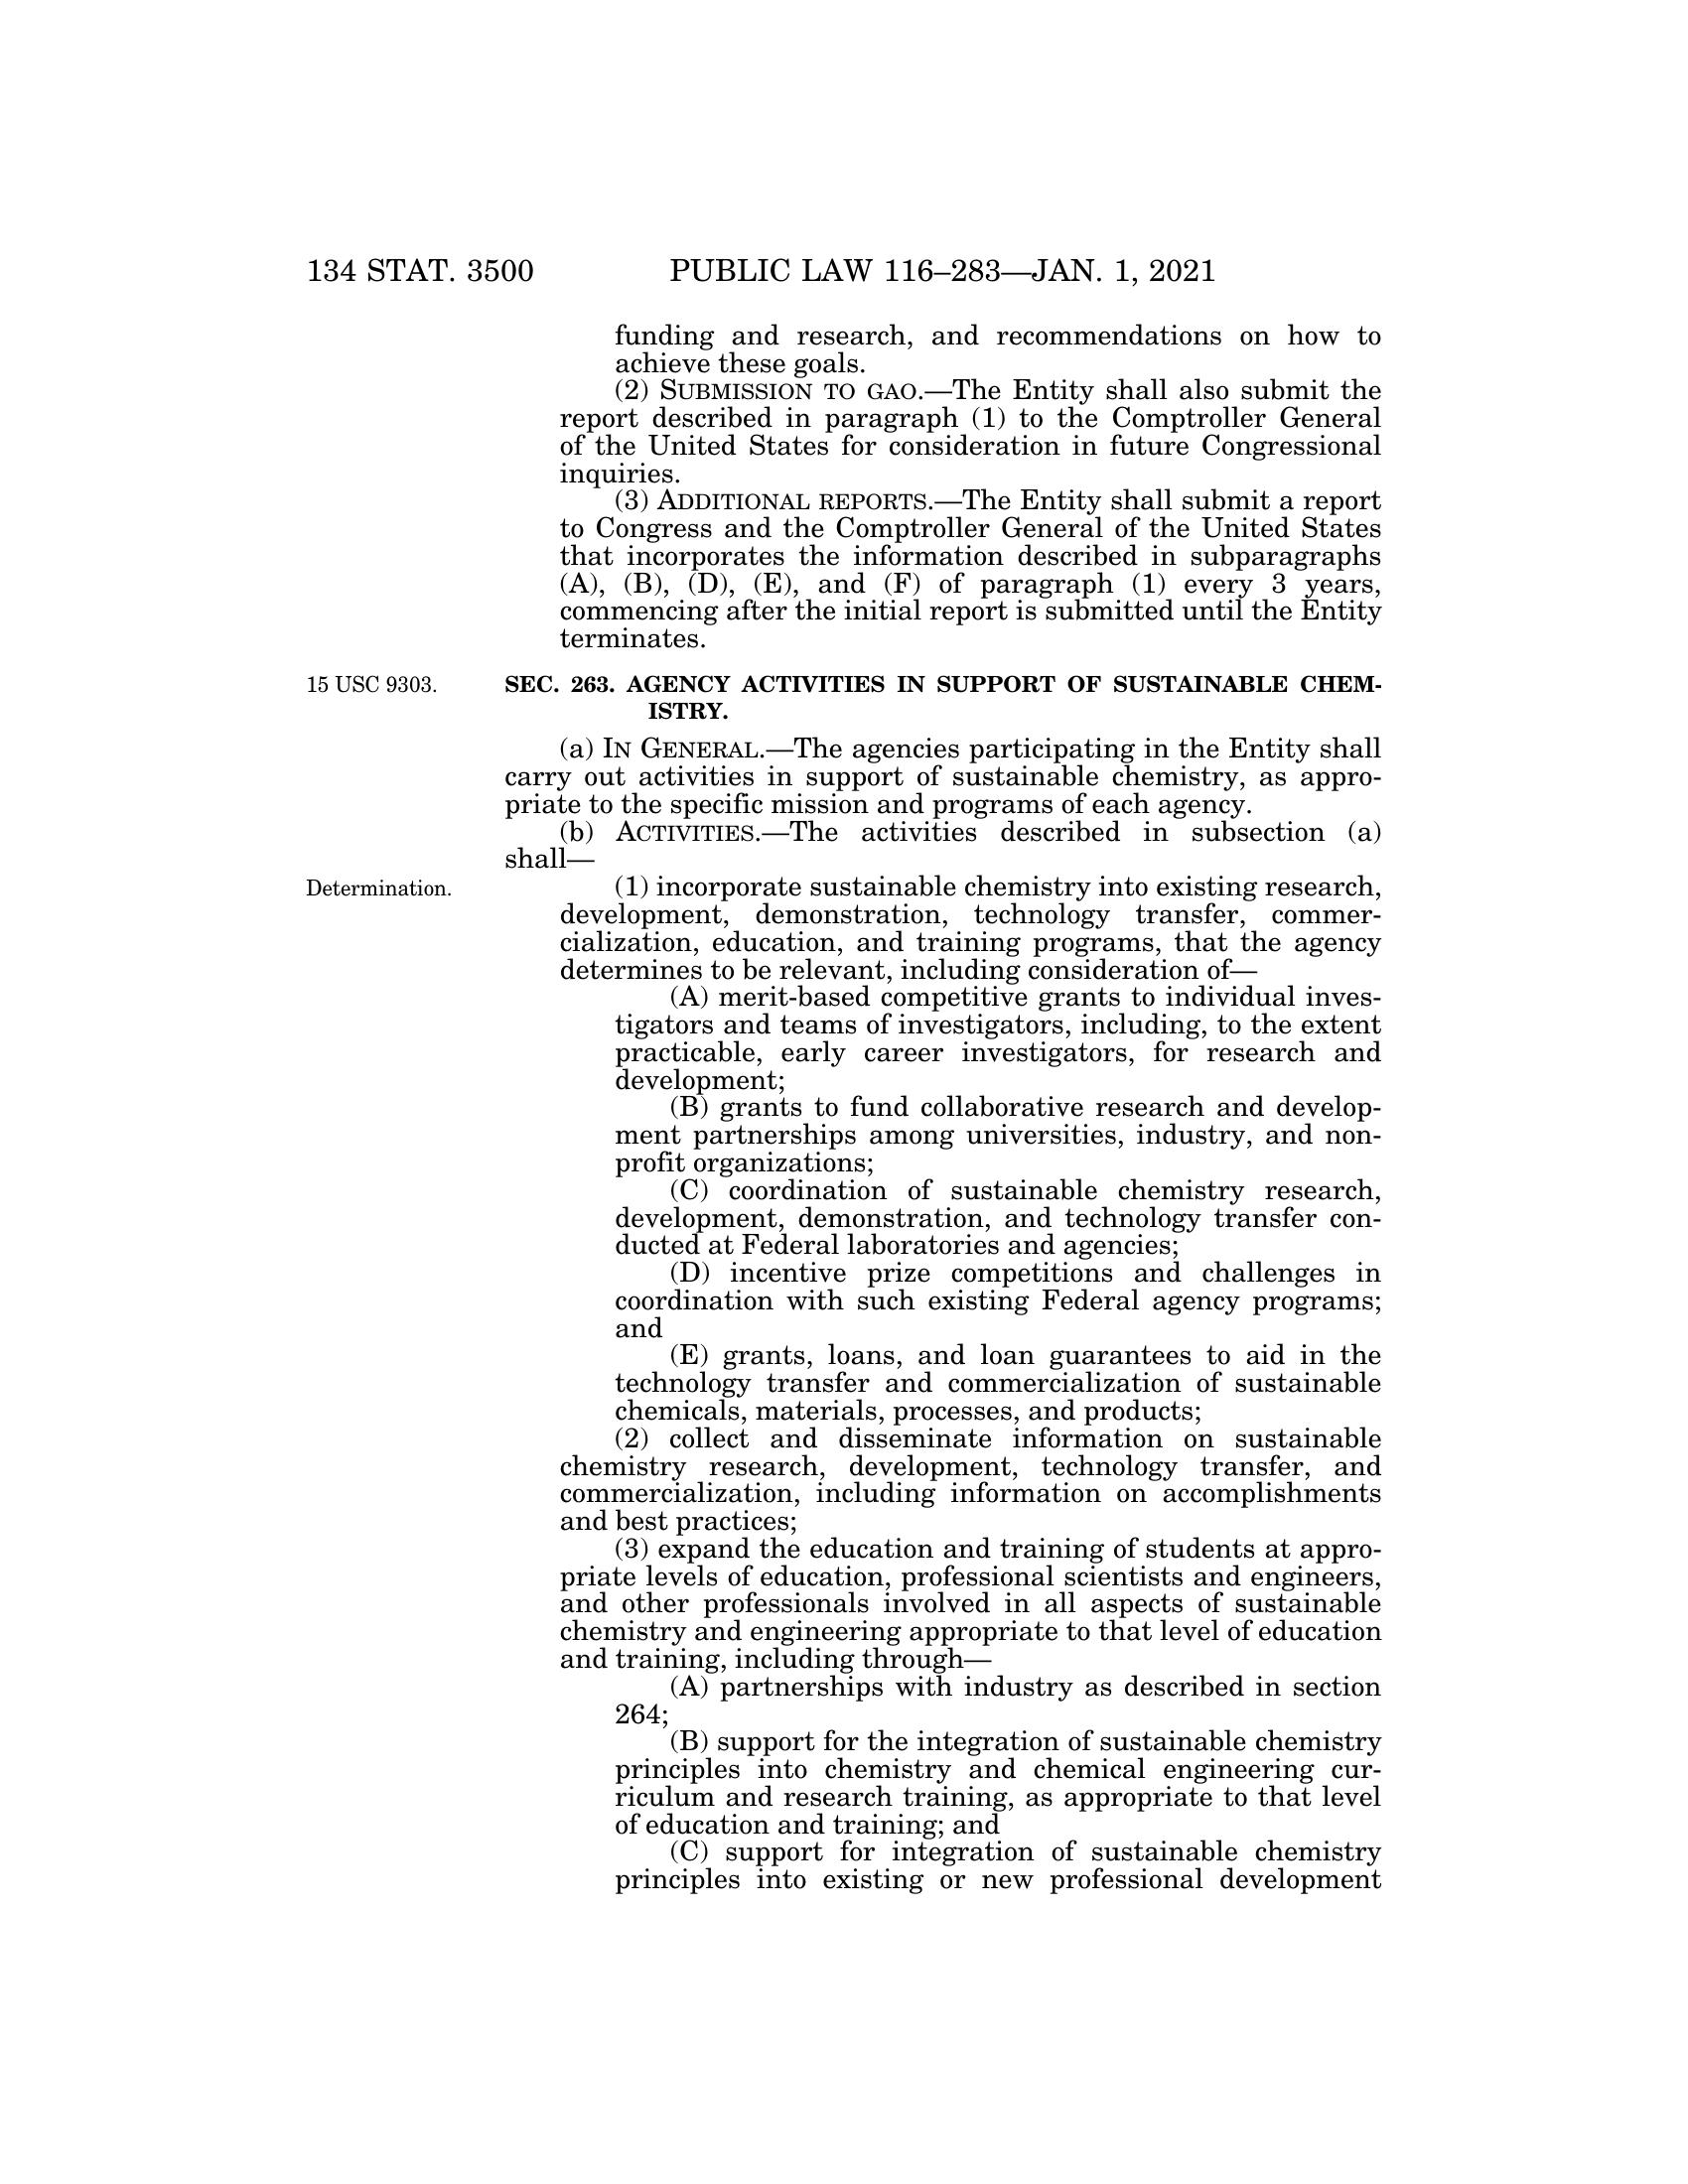 134 STAT. 3500
PUBLIC LAW 116–283—JAN. 1, 2021
funding and research, and recommendations on how to
achieve these goals.
(2) SUBMISSION TO GAO.—The Entity shall also submit the
report described in paragraph (1) to the Comptroller General
of the United States for consideration in future Congressional
inquiries.
(3) ADDITIONAL REPORTS.—The Entity shall submit a report
to Congress and the Comptroller General of the United States
that incorporates the information described in subparagraphs
(A), (B), (D), (E), and (F) of paragraph (1) every 3 years,
commencing after the initial report is submitted until the Entity
terminates.
15 USC 9303.
SEC. 263. AGENCY ACTIVITIES IN SUPPORT OF SUSTAINABLE CHEM-
ISTRY.
(a) IN GENERAL.—The agencies participating in the Entity shall
carry out activities in support of sustainable chemistry, as appro-
priate to the specific mission and programs of each agency.
(b) ACTIVITIES.—The activities described in subsection (a)
shall—
Determination.
(1) incorporate sustainable chemistry into existing research,
development, demonstration, technology transfer, commer-
cialization, education, and training programs, that the agency
determines to be relevant, including consideration of—
(A) merit-based competitive grants to individual inves-
tigators and teams of investigators, including, to the extent
practicable, early career investigators, for research and
development;
(B) grants to fund collaborative research and develop-
ment partnerships among universities, industry, and non-
profit organizations;
(C) coordination of sustainable chemistry research,
development, demonstration, and technology transfer con-
ducted at Federal laboratories and agencies;
(D) incentive prize competitions and challenges in
coordination with such existing Federal agency programs;
and
(E) grants, loans, and loan guarantees to aid in the
technology transfer and commercialization of sustainable
chemicals, materials, processes, and products;
(2) collect and disseminate information on sustainable
chemistry research, development, technology transfer, and
commercialization, including information on accomplishments
and best practices;
(3) expand the education and training of students at appro-
priate levels of education, professional scientists and engineers,
and other professionals involved in all aspects of sustainable
chemistry and engineering appropriate to that level of education
and training, including through—
(A) partnerships with industry as described in section
264;
(B) support for the integration of sustainable chemistry
principles into chemistry and chemical engineering cur-
riculum and research training, as appropriate to that level
of education and training; and
(C) support for integration of sustainable chemistry
principles into existing or new professional development